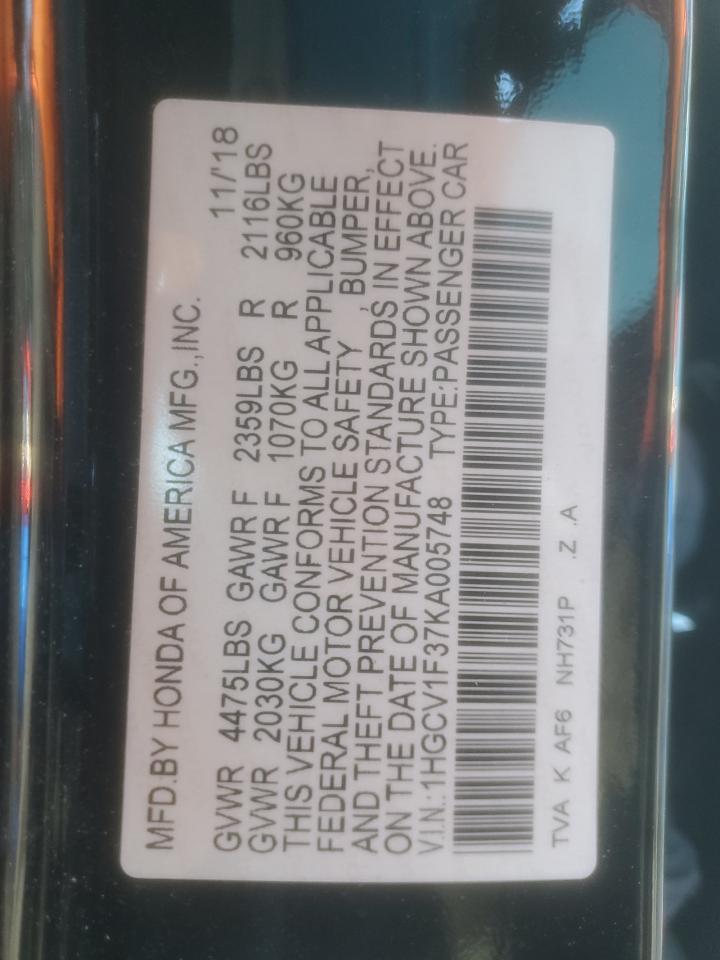 MFD.BY HONDA OF AMERICA MFG.,INC. 11/'18
GVWR 4475LBS GAWR F 2359LBS R 2116LBS
GVWR 2030KG GAWR F 1070KG R 960KG
THIS VEHICLE CONFORMS TO ALL APPLICABLE
FEDERAL MOTOR VEHICLE SAFETY , BUMPER,
AND THEFT PREVENTION STANDARDS IN EFFECT
ON THE DATE OF MANUFACTURE SHOWN ABOVE.
V.I.N.:1HGCV1F37KA005748 TYPE:PASSENGER CAR
TVA K AF6 NH731P .Z .A